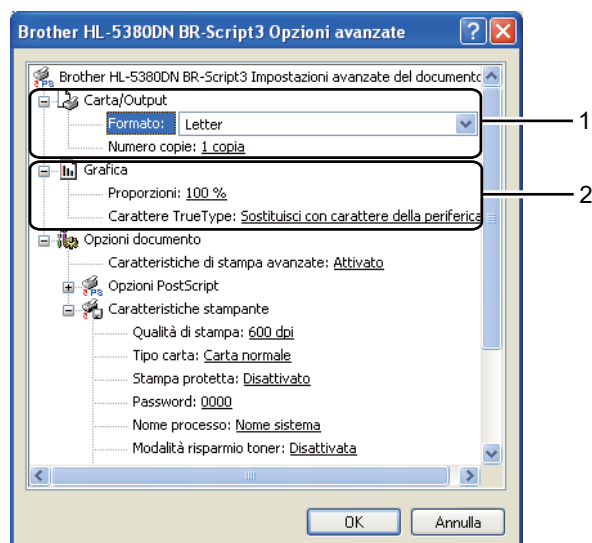 Brother HL-5380DN BR-Script3 Opzioni avanzate
Brother HL-5380DN BR-Script3 Impostazioni avanzate del documento
Carta/Output
Formato: Letter
1
Numero copie: 1 copia
Grafica
Proporzioni: 100 %
2
Carattere TrueType: Sostituisci con carattere della periferica
Opzioni documento
Caratteristiche di stampa avanzate: Attivato
Opzioni PostScript
Caratteristiche stampante
Qualità di stampa: 600 dpi
Tipo carta: Carta normale
Stampa protetta: Disattivato
Password: 0000
Nome processo: Nome sistema
Modalità risparmio toner: Disattivata
OK Annulla